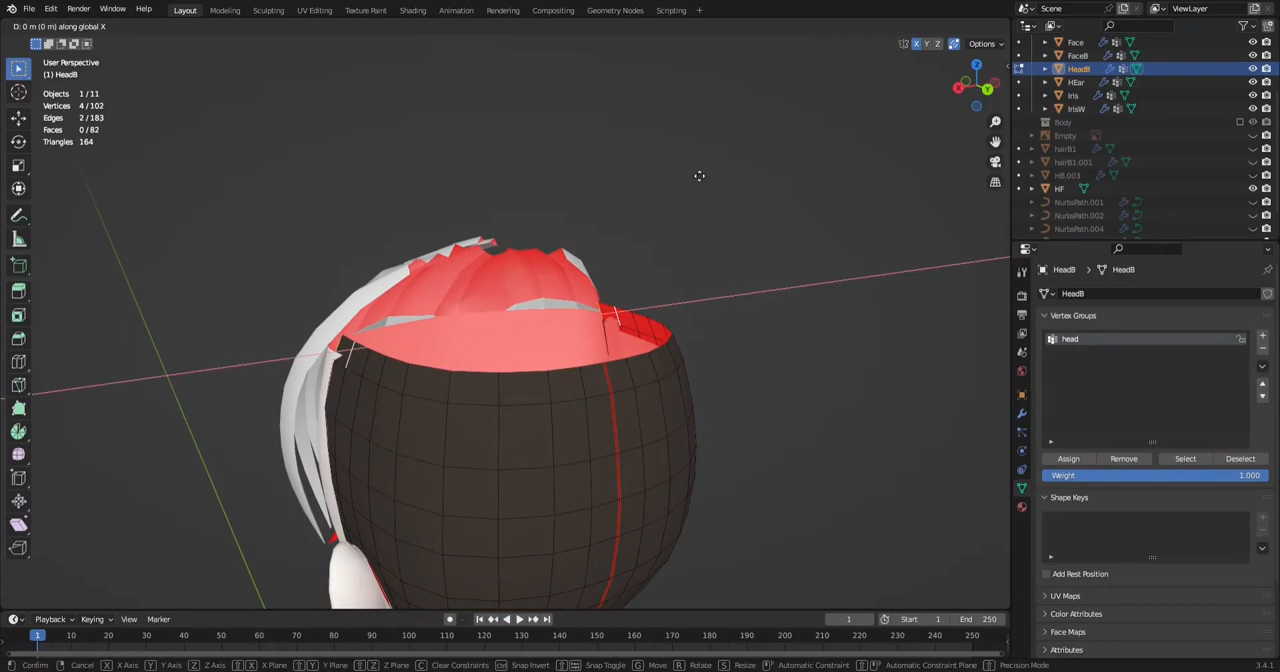 File Edit Render Window Help Layout Modeling Sculpting UV Editing Texture Paint Shading Animation Rendering Compositing Geometry Nodes Scripting + Scene ViewLayer
D: 0 m (0 m) along global X
X Y Z Options
User Perspective
(1) HeadB
Objects 1/11
Vertices 4/102
Edges 2/183
Faces 0/82
Triangles 164
Z
X Y
Face
FaceB
HeadB
HEar
Iris
IrisW
Body
Empty
hairB1
hairB1.001
HB.003
HF
NurbsPath.001
NurbsPath.002
NurbsPath.004
HeadB HeadB
HeadB
Vertex Groups
head
Assign Remove Select Deselect
Weight 1.000
Shape Keys
Add Rest Position
UV Maps
Color Attributes
Face Maps
Attributes
Playback Keying View Marker 1 Start 1 End 250
1 10 20 30 40 50 60 70 80 90 100 110 120 130 140 150 160 170 180 190 200 210 220 230 240 250
Confirm Cancel X X Axis Y Y Axis Z Z Axis X X Plane Y Y Plane Z Z Plane C Clear Constraints Ctrl Snap Invert Snap Toggle G Move R Rotate S Resize Automatic Constraint Automatic Constraint Plane Precision Mode 3.4.1